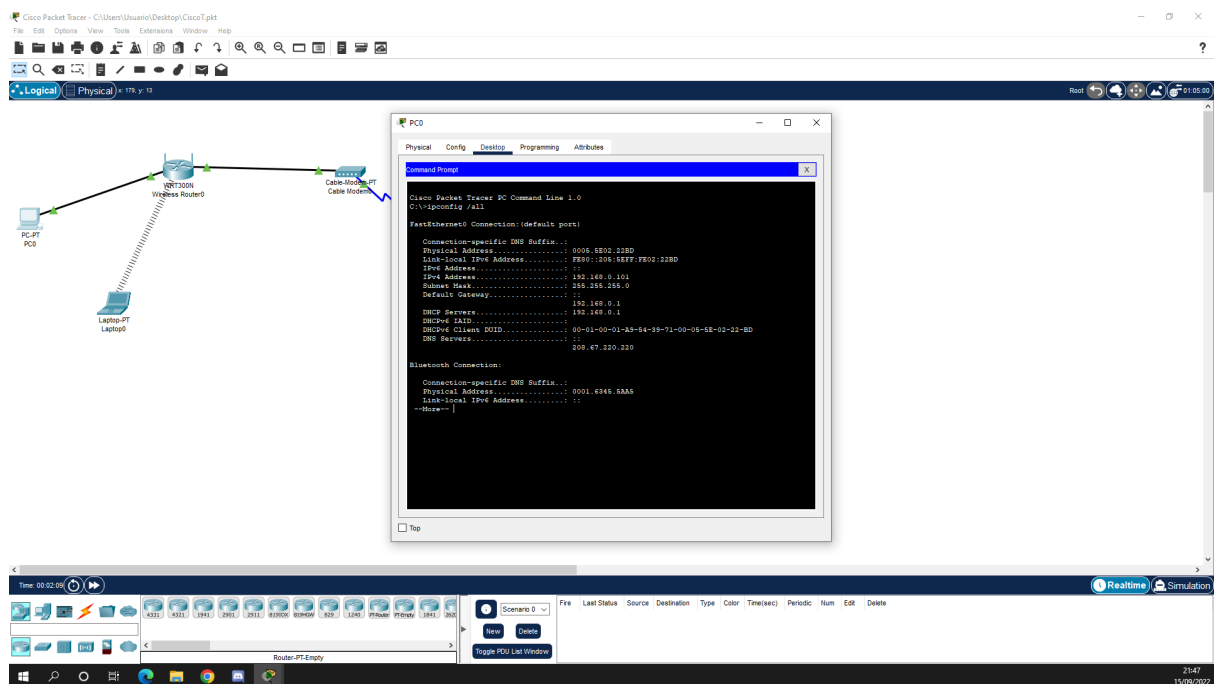 Cisco Packet Tracer - C:\Users\Usuario\Desktop\CiscoT.pkt
File Edit Options View Tools Extensions Window Help
?
Logical Physical x: 179, y: 13
Root 01:05:00
PC0
Physical Config Desktop Programming Attributes
Command Prompt X
Cisco Packet Tracer PC Command Line 1.0
C:\>ipconfig /all
FastEthernet0 Connection:(default port)
Connection-specific DNS Suffix..:
Physical Address................: 0005.5E02.22BD
Link-local IPv6 Address.........: FE80::205:5EFF:FE02:22BD
IPv6 Address....................: ::
IPv4 Address....................: 192.168.0.101
Subnet Mask.....................: 255.255.255.0
Default Gateway.................: ::
192.168.0.1
DHCP Servers....................: 192.168.0.1
DHCPv6 IAID.....................:
DHCPv6 Client DUID..............: 00-01-00-01-A9-54-39-71-00-05-5E-02-22-BD
DNS Servers.....................: ::
208.67.220.220
Bluetooth Connection:
Connection-specific DNS Suffix..:
Physical Address................: 0001.6345.5AA5
Link-local IPv6 Address.........: ::
--More--
Top
WRT300N
Wireless Router0
Cable-Modem-PT
Cable Modem0
PC-PT
PC0
Laptop-PT
Laptop0
Time: 00:02:09
Realtime Simulation
4331 4321 1941 2901 2911 819IOX 819HGW 829 1240 PT-Router PT-Empty 1841 2620
Router-PT-Empty
Scenario 0
New Delete
Toggle PDU List Window
Fire Last Status Source Destination Type Color Time(sec) Periodic Num Edit Delete
21:47
15/09/2022